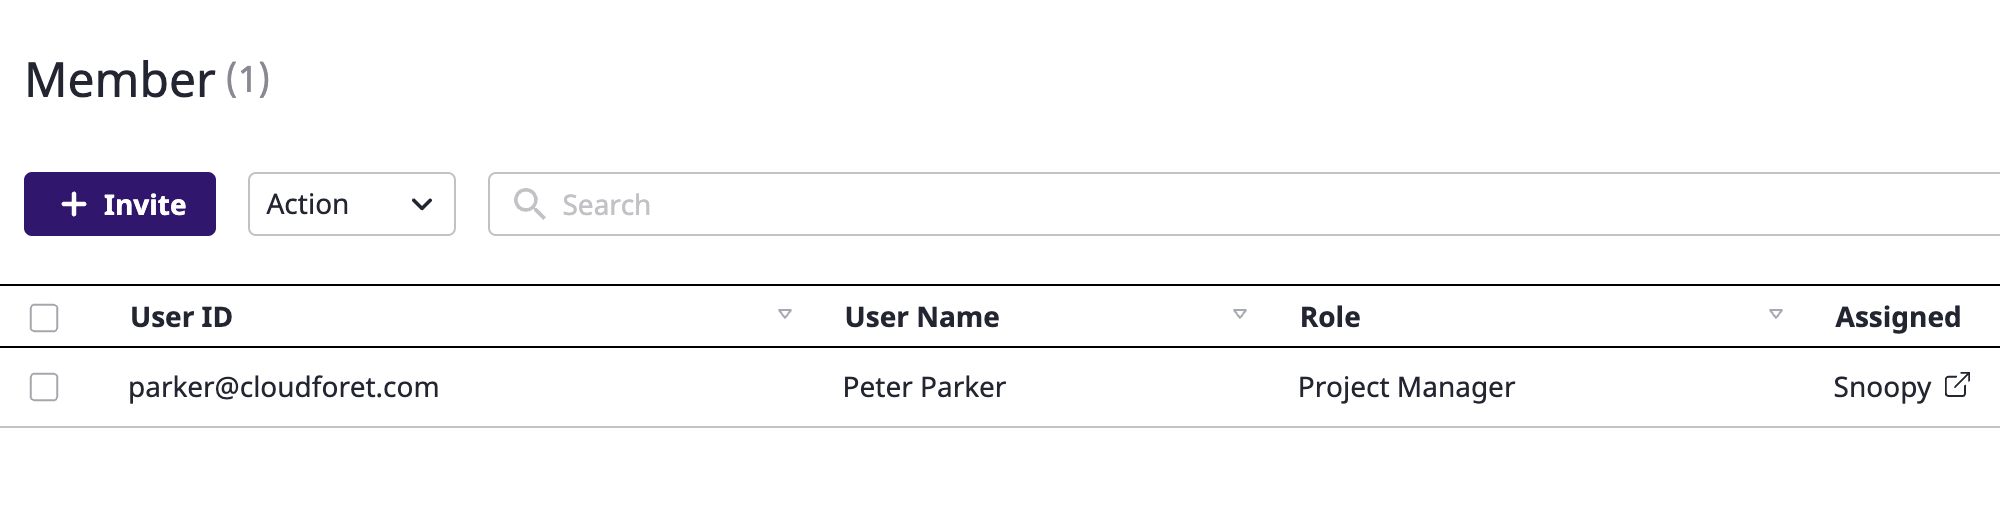 Member (1)
+ Invite Action Search
User ID User Name Role Assigned
parker@cloudforet.com Peter Parker Project Manager Snoopy